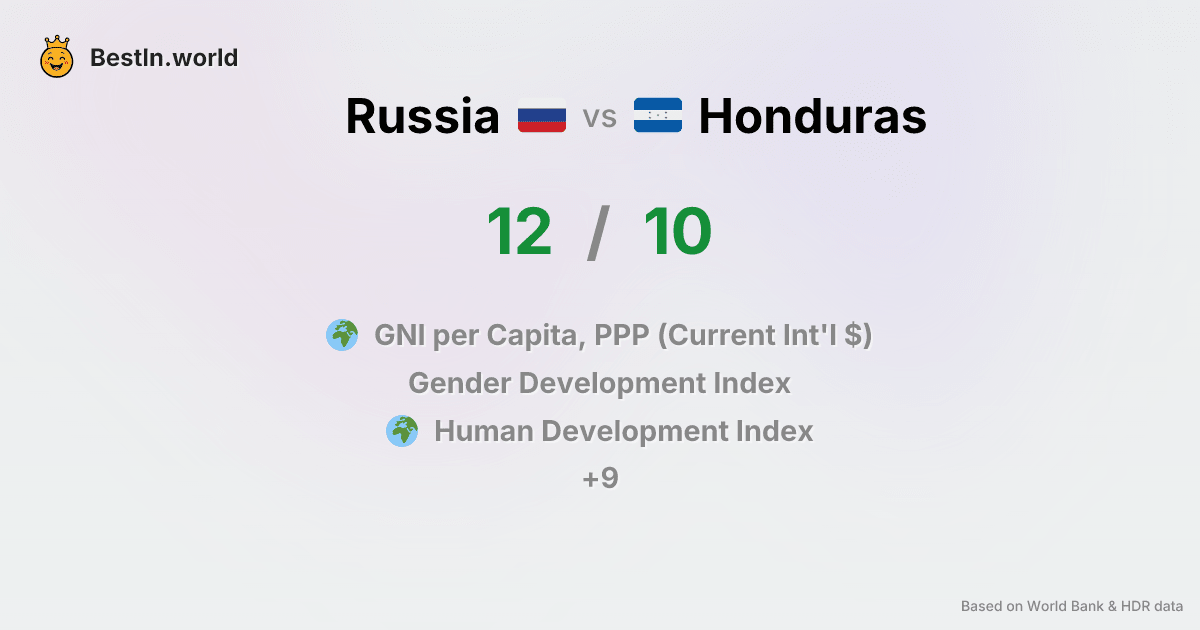 BestIn.world
Russia vs Honduras
12 / 10
GNI per Capita, PPP (Current Int'l $)
Gender Development Index
Human Development Index
+9
Based on World Bank & HDR data